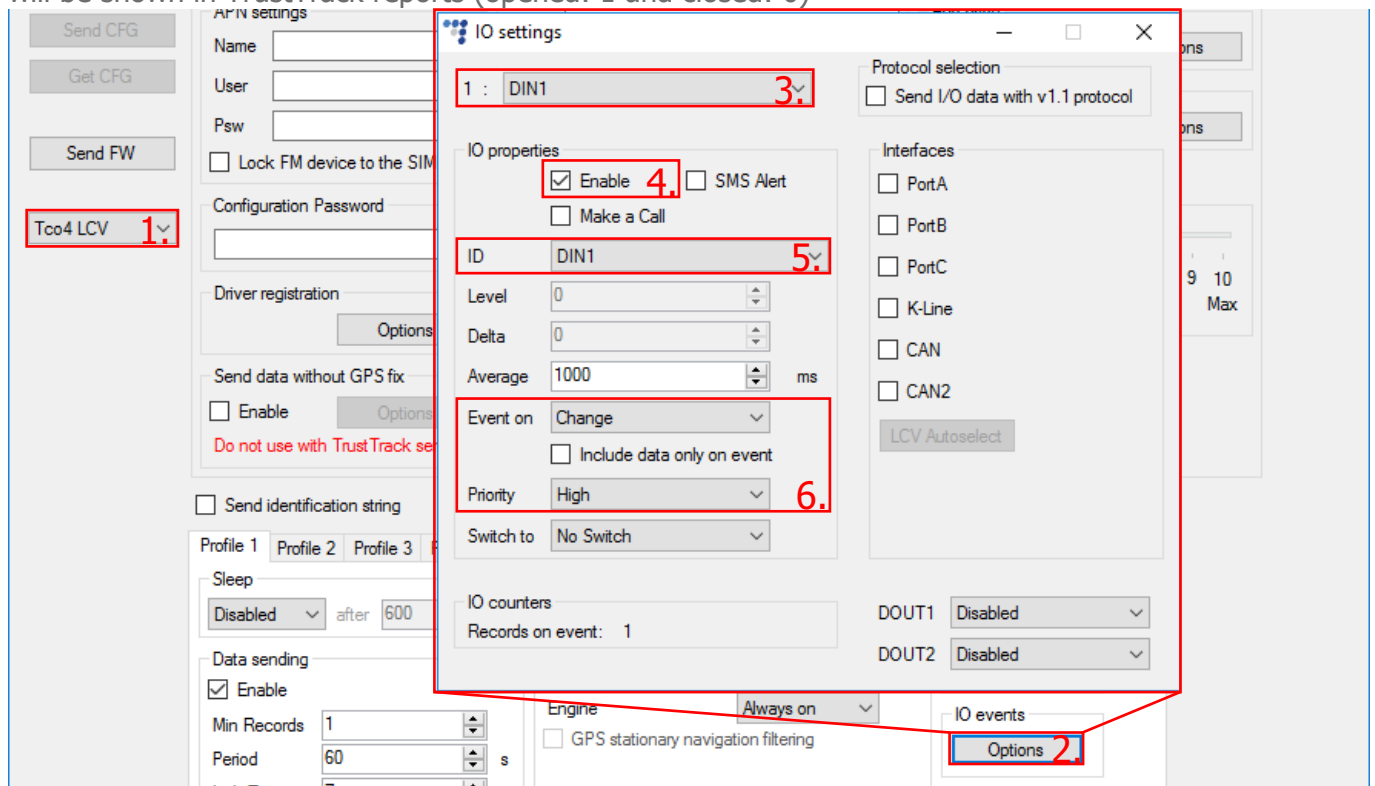 will be shown in TrustTrack reports (opened: 1 and closed: 0)
Send CFG
Get CFG
Send FW
Tco4 LCV 1.
APN settings
Name
User
Psw
Lock FM device to the SIM
Configuration Password
Driver registration
Options
Send data without GPS fix
Enable Options
Do not use with TrustTrack se
Send identification string
Profile 1 Profile 2 Profile 3
Sleep
Disabled after 600
Data sending
Enable
Min Records 1
Period 60 s
IO settings
1 : DIN1 3.
Protocol selection
Send I/O data with v1.1 protocol
IO properties
Enable 4. SMS Alert
Make a Call
ID DIN1 5.
Level 0
Delta 0
Average 1000 ms
Event on Change
Include data only on event
Priority High 6.
Switch to No Switch
Interfaces
PortA
PortB
PortC
K-Line
CAN
CAN2
LCV Autoselect
IO counters
Records on event: 1
DOUT1 Disabled
DOUT2 Disabled
ons
ons
9 10
Max
Engine Always on
GPS stationary navigation filtering
IO events
Options 2.